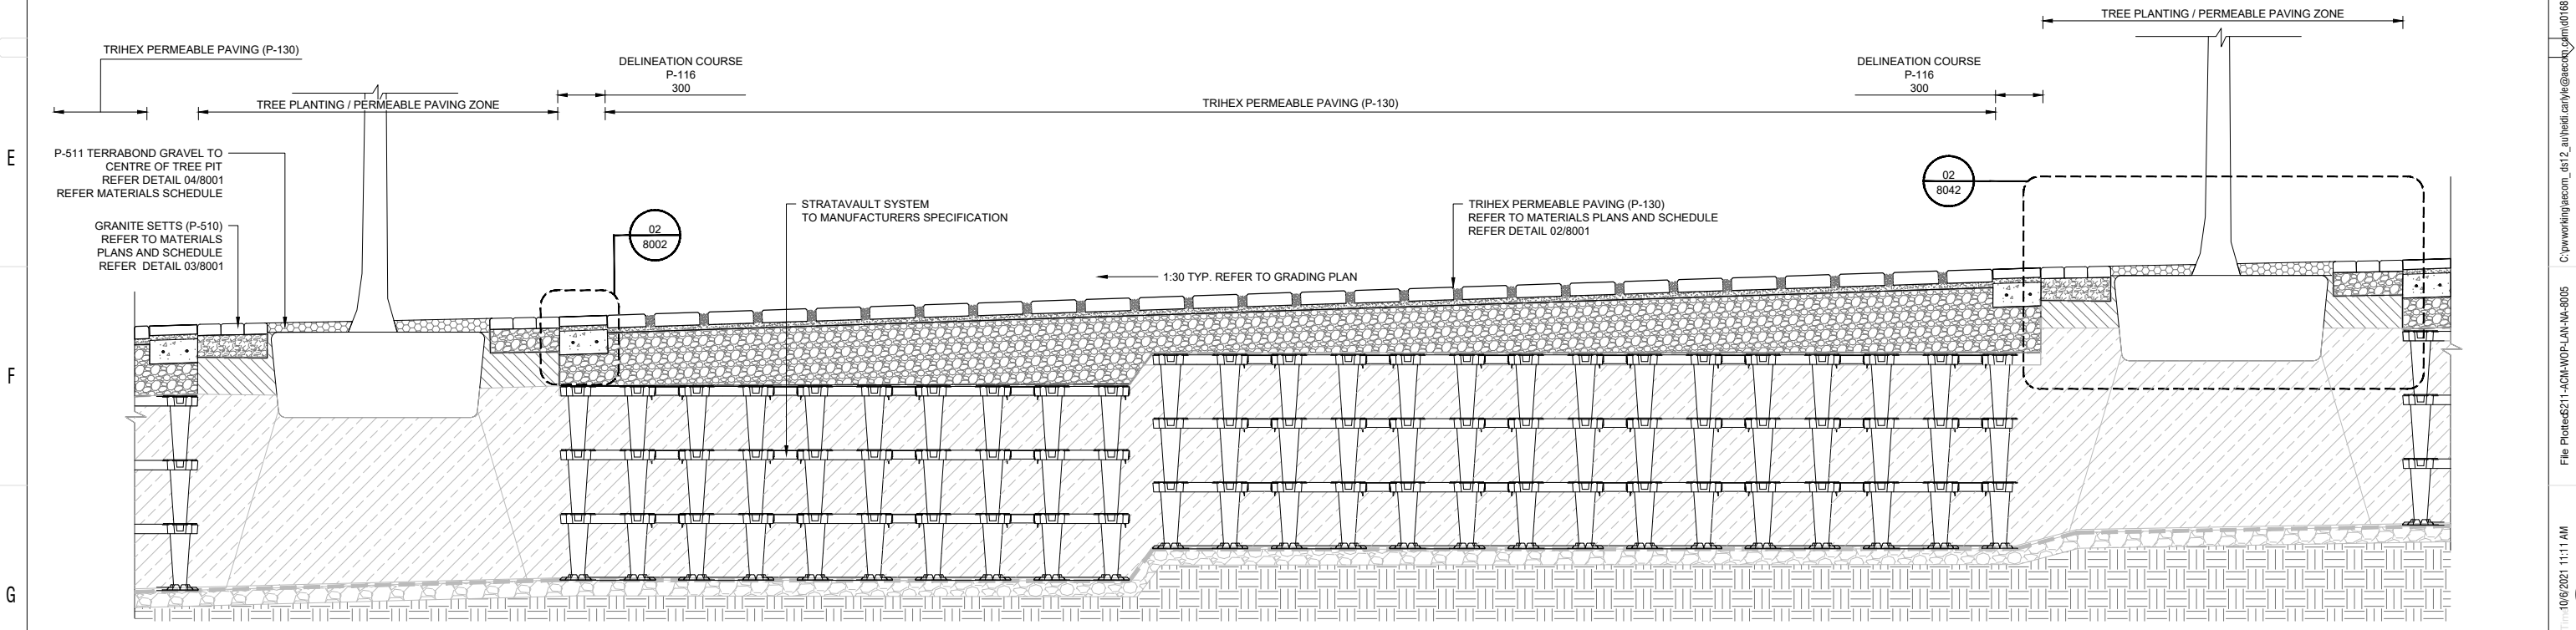 TREE PLANTING / PERMEABLE PAVING ZONE
TRIHEX PERMEABLE PAVING (P-130)
DELINEATION COURSE
P-116
300
DELINEATION COURSE
P-116
300
TREE PLANTING / PERMEABLE PAVING ZONE
TRIHEX PERMEABLE PAVING (P-130)
E
P-511 TERRABOND GRAVEL TO
CENTRE OF TREE PIT
REFER DETAIL 04/8001
REFER MATERIALS SCHEDULE
GRANITE SETTS (P-510)
REFER TO MATERIALS
PLANS AND SCHEDULE
REFER DETAIL 03/8001
02
8002
STRATAVAULT SYSTEM
TO MANUFACTURERS SPECIFICATION
TRIHEX PERMEABLE PAVING (P-130)
REFER TO MATERIALS PLANS AND SCHEDULE
REFER DETAIL 02/8001
02
8042
1:30 TYP. REFER TO GRADING PLAN
F
G
10/6/2021 11:11 AM